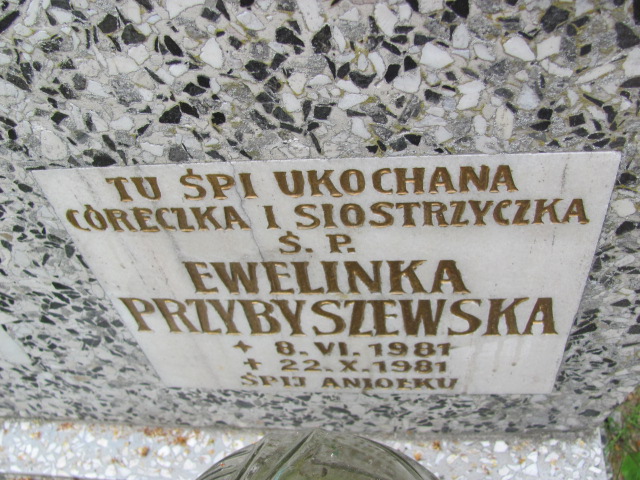 TU ŚPI UKOCHANA
CÓRECZKA I SIOSTRZYCZKA
Ś. P.
EWELINKA
PRZYBYSZEWSKA
+ 8. VI. 1981
+ 22. X. 1981
ŚPIJ ANIOŁKU